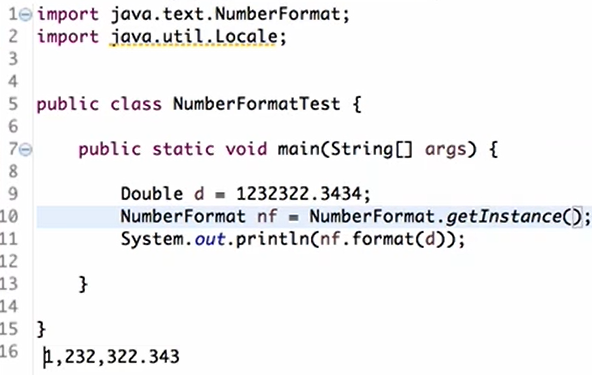 1 import java.text.NumberFormat;
2 import java.util.Locale;
3
4
5 public class NumberFormatTest {
6
7 public static void main(String[] args) {
8
9 Double d = 1232322.3434;
10 NumberFormat nf = NumberFormat.getInstance();
11 System.out.println(nf.format(d));
12
13 }
14
15 }
16 1,232,322.343